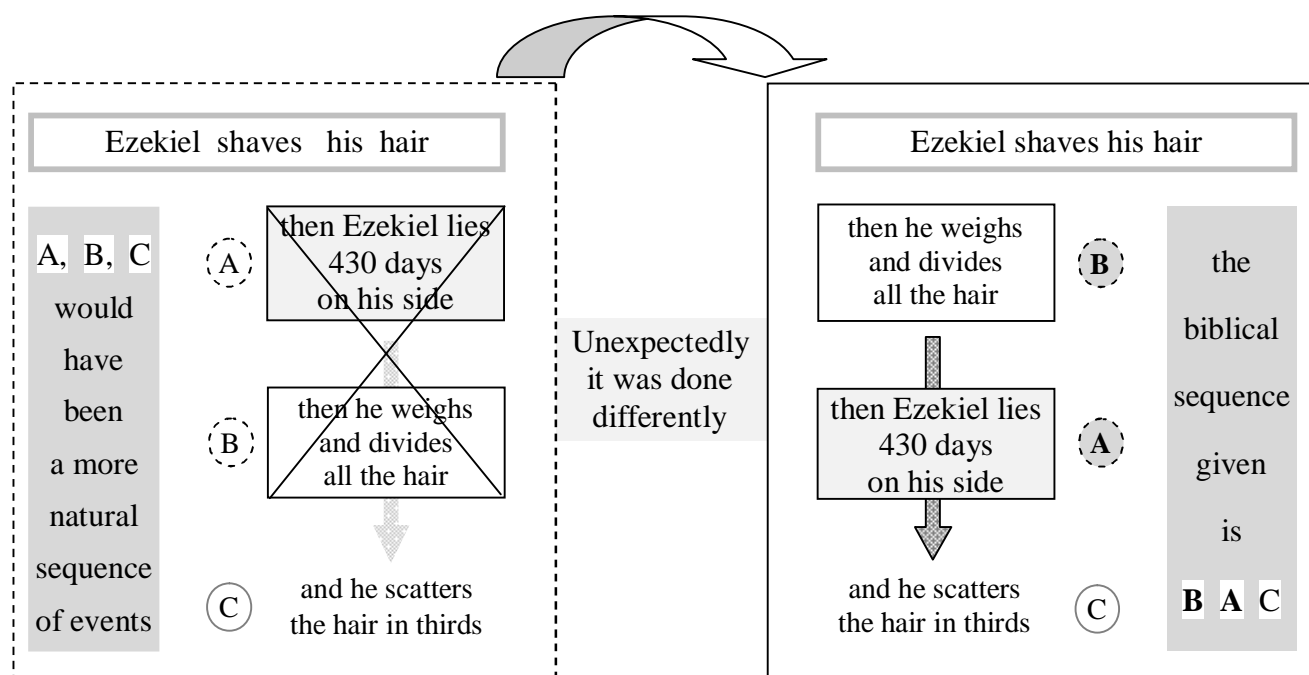 Ezekiel shaves his hair
A, B, C
would
have
been
a more
natural
sequence
of events
A
then Ezekiel lies
430 days
on his side
B
then he weighs
and divides
all the hair
C
and he scatters
the hair in thirds
Unexpectedly
it was done
differently
Ezekiel shaves his hair
then he weighs
and divides
all the hair
B
then Ezekiel lies
430 days
on his side
A
and he scatters
the hair in thirds
C
the
biblical
sequence
given
is
B A C